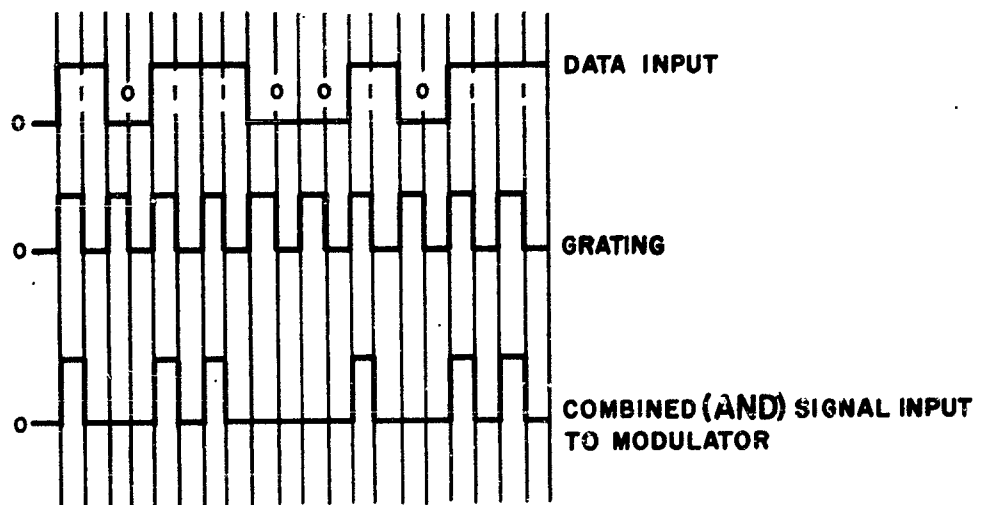 DATA INPUT
1 0 1 1 0 0 1 0 1 1
0
0
GRATING
0
COMBINED (AND) SIGNAL INPUT
TO MODULATOR